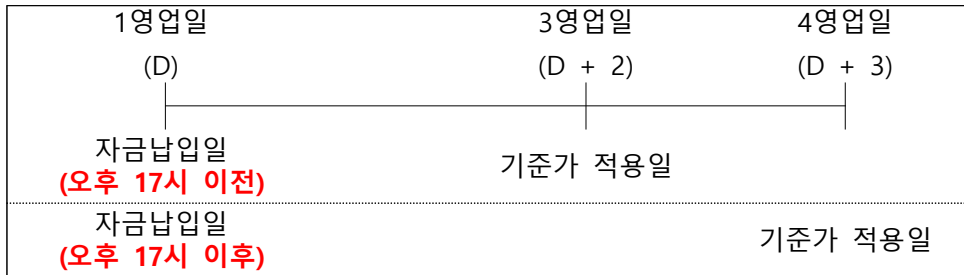 1영업일 3영업일 4영업일
(D) (D + 2) (D + 3)
자금납입일 기준가 적용일
(오후 17시 이전)
자금납입일 기준가 적용일
(오후 17시 이후)